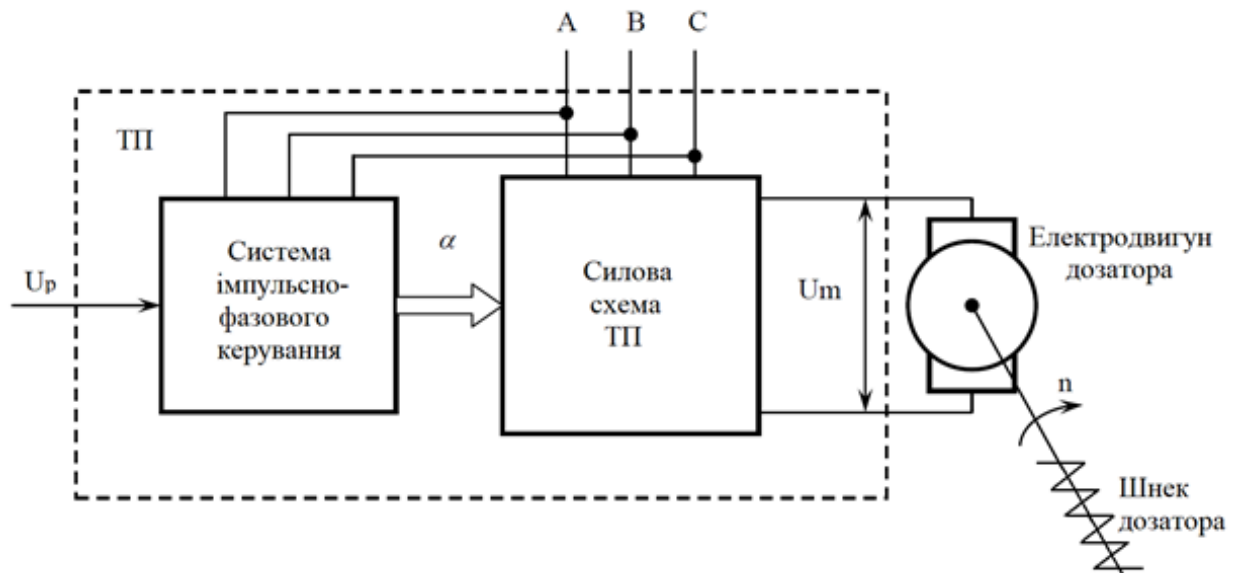 A B C
ТП
Система
імпульсно-
фазового
керування
α
Uр
Силова
схема
ТП
Um
Електродвигун
дозатора
n
Шнек
дозатора